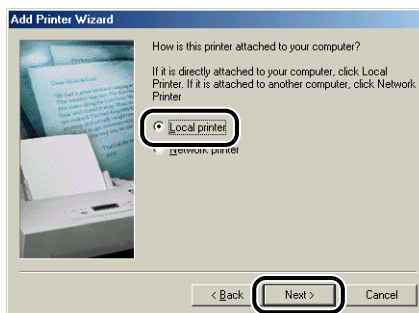 Add Printer Wizard
How is this printer attached to your computer?
If it is directly attached to your computer, click Local
Printer. If it is attached to another computer, click Network
Printer
Local printer
Network printer
< Back
Next >
Cancel